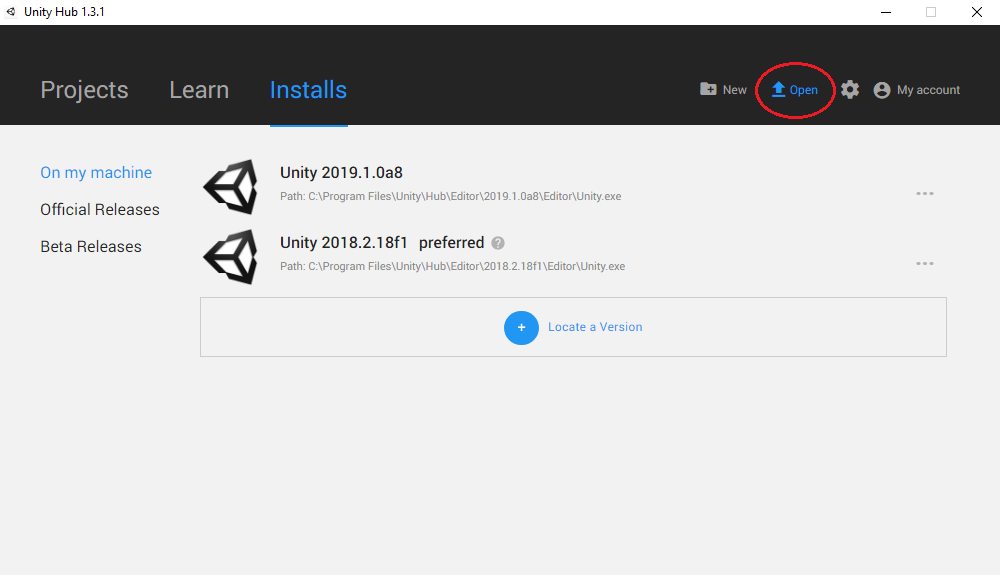 Unity Hub 1.3.1
Projects Learn Installs New Open My account
On my machine
Official Releases
Beta Releases
Unity 2019.1.0a8
Path: C:\Program Files\Unity\Hub\Editor\2019.1.0a8\Editor\Unity.exe
Unity 2018.2.18f1 preferred ?
Path: C:\Program Files\Unity\Hub\Editor\2018.2.18f1\Editor\Unity.exe
+ Locate a Version